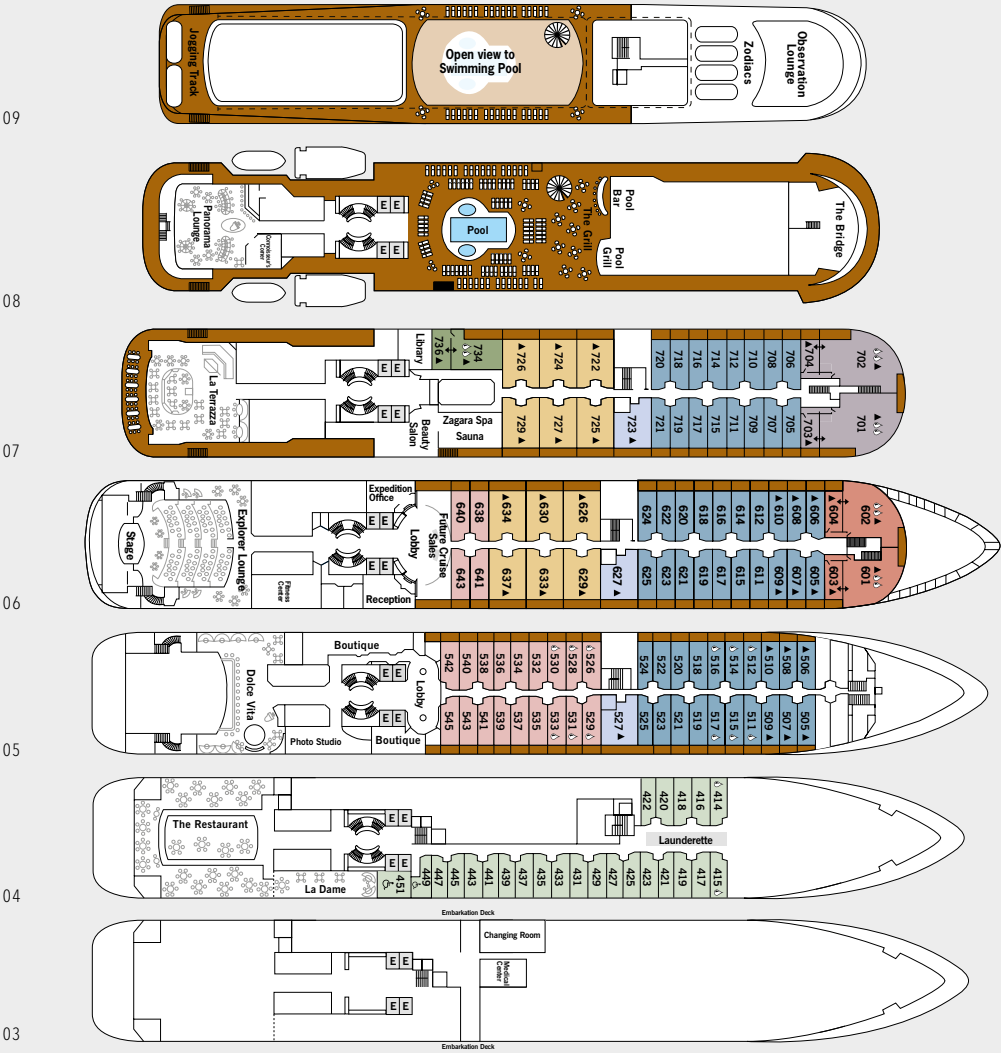 09
Jogging Track
Open view to
Swimming Pool
Zodiacs
Observation
Lounge
08
Panorama
Lounge
Connoisseur's
Corner
E E
E E
Pool
The Grill
Pool
Bar
Pool
Grill
The Bridge
07
La Terrazza
E E
E E
Library
Beauty
Salon
Zagara Spa
Sauna
736 734 726 724 722 720 718 716 714 712 710 708 706 704 702
729 727 725 723 721 719 717 715 711 709 707 705 703 701
06
Stage
Explorer Lounge
Fitness
Center
Expedition
Office
E E
E E
Lobby
Reception
Future Cruise
Sales
640 638 634 630 626 624 622 620 618 616 614 612 610 608 606 604 602
643 641 637 633 629 627 625 623 621 619 617 615 611 609 607 605 603 601
05
Dolce Vita
Boutique
E E
E E
Photo Studio
Boutique
Lobby
542 540 538 536 534 532 530 528 526 524 522 520 518 516 514 512 510 508 506
545 543 541 539 537 535 533 531 529 527 525 523 521 519 517 515 511 509 507 505
04
The Restaurant
La Dame
E E
E E
422 420 418 416 414
Launderette
451 449 447 445 443 441 439 437 435 433 431 429 427 425 423 421 419 417 415
Embarkation Deck
03
E E
E E
Changing Room
Medical
Center
Embarkation Deck